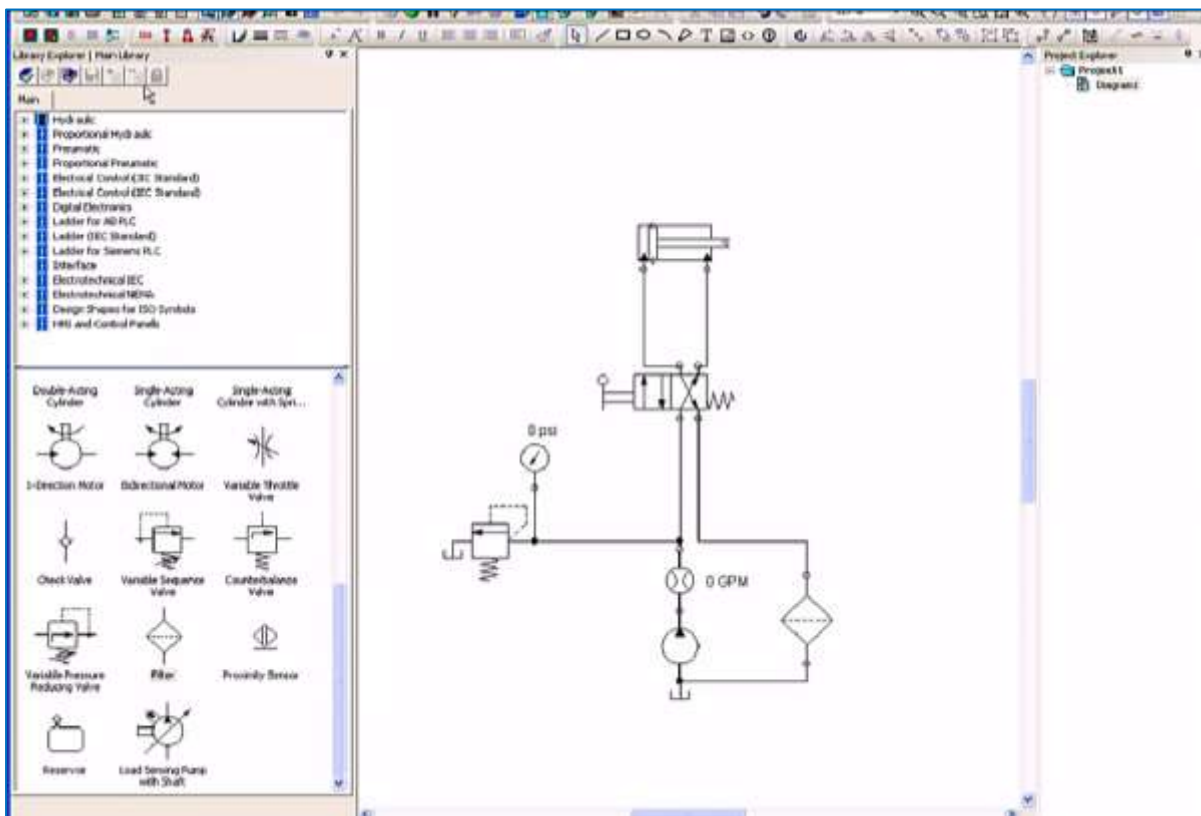 Library Explorer | Main Library
Project Explorer
Project1
Diagram1
Main
Hydraulic
Proportional Hydraulic
Pneumatic
Proportional Pneumatic
Electrical Control (JIC Standard)
Electrical Control (IEC Standard)
Digital Electronics
Ladder for AB PLC
Ladder (IEC Standard)
Ladder for Siemens PLC
Interface
Electrotechnical IEC
Electrotechnical NEMA
Design Shapes for ISO Symbols
HMI and Control Panels
Double-Acting Cylinder
Single-Acting Cylinder
Single-Acting Cylinder with Spri...
1-Direction Motor
Bidirectional Motor
Variable Throttle Valve
Check Valve
Variable Sequence Valve
Counterbalance Valve
Variable Pressure Reducing Valve
Filter
Proximity Sensor
Reservoir
Load Sensing Pump with Shaft
0 psi
0 GPM